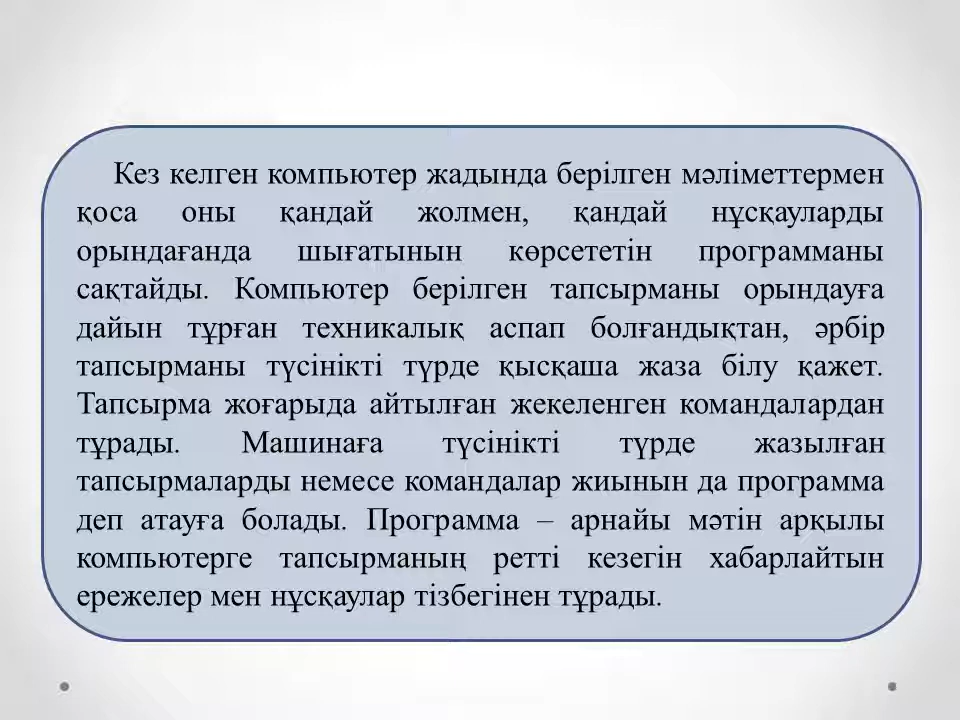 Кез келген компьютер жадында берілген мәліметтермен
қоса оны қандай жолмен, қандай нұсқауларды
орындағанда шығатынын көрсететін программаны
сақтайды. Компьютер берілген тапсырманы орындауға
дайын тұрған техникалық аспап болғандықтан, әрбір
тапсырманы түсінікті түрде қысқаша жаза білу қажет.
Тапсырма жоғарыда айтылған жекеленген командалардан
тұрады. Машинаға түсінікті түрде жазылған
тапсырмаларды немесе командалар жиынын да программа
деп атауға болады. Программа – арнайы мәтін арқылы
компьютерге тапсырманың ретті кезегін хабарлайтын
ережелер мен нұсқаулар тізбегінен тұрады.